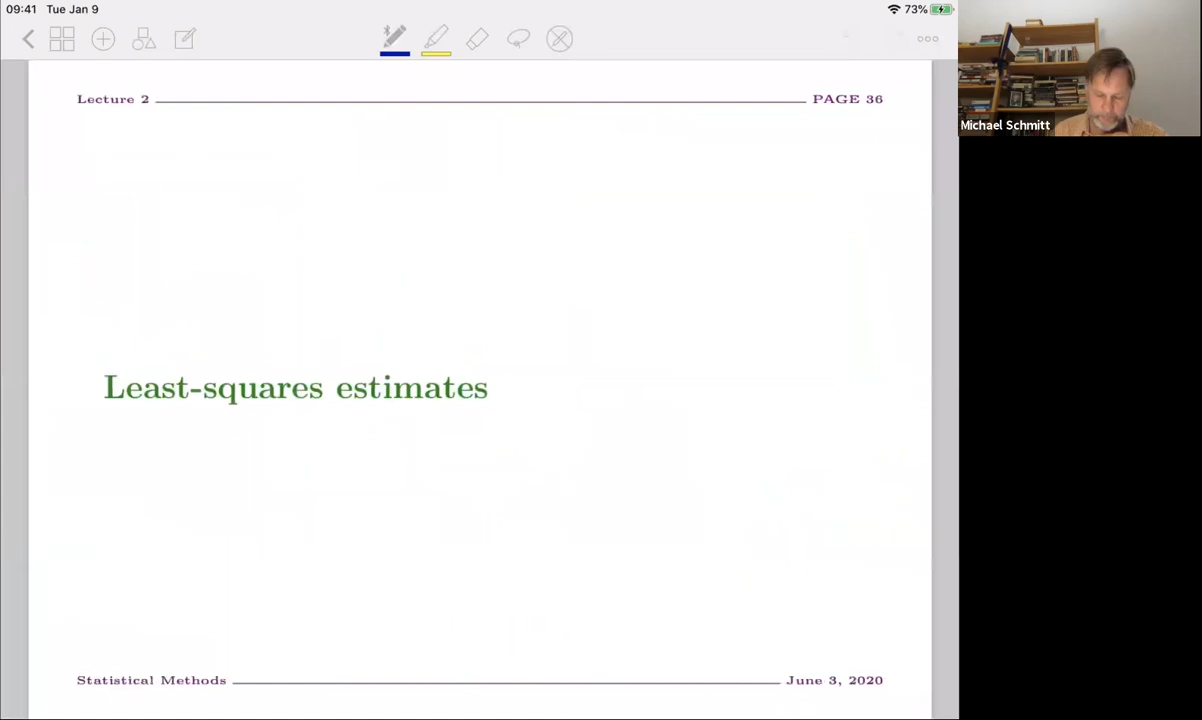 09:41 Tue Jan 9
73%
Lecture 2
PAGE 36
Michael Schmitt
Least-squares estimates
Statistical Methods
June 3, 2020